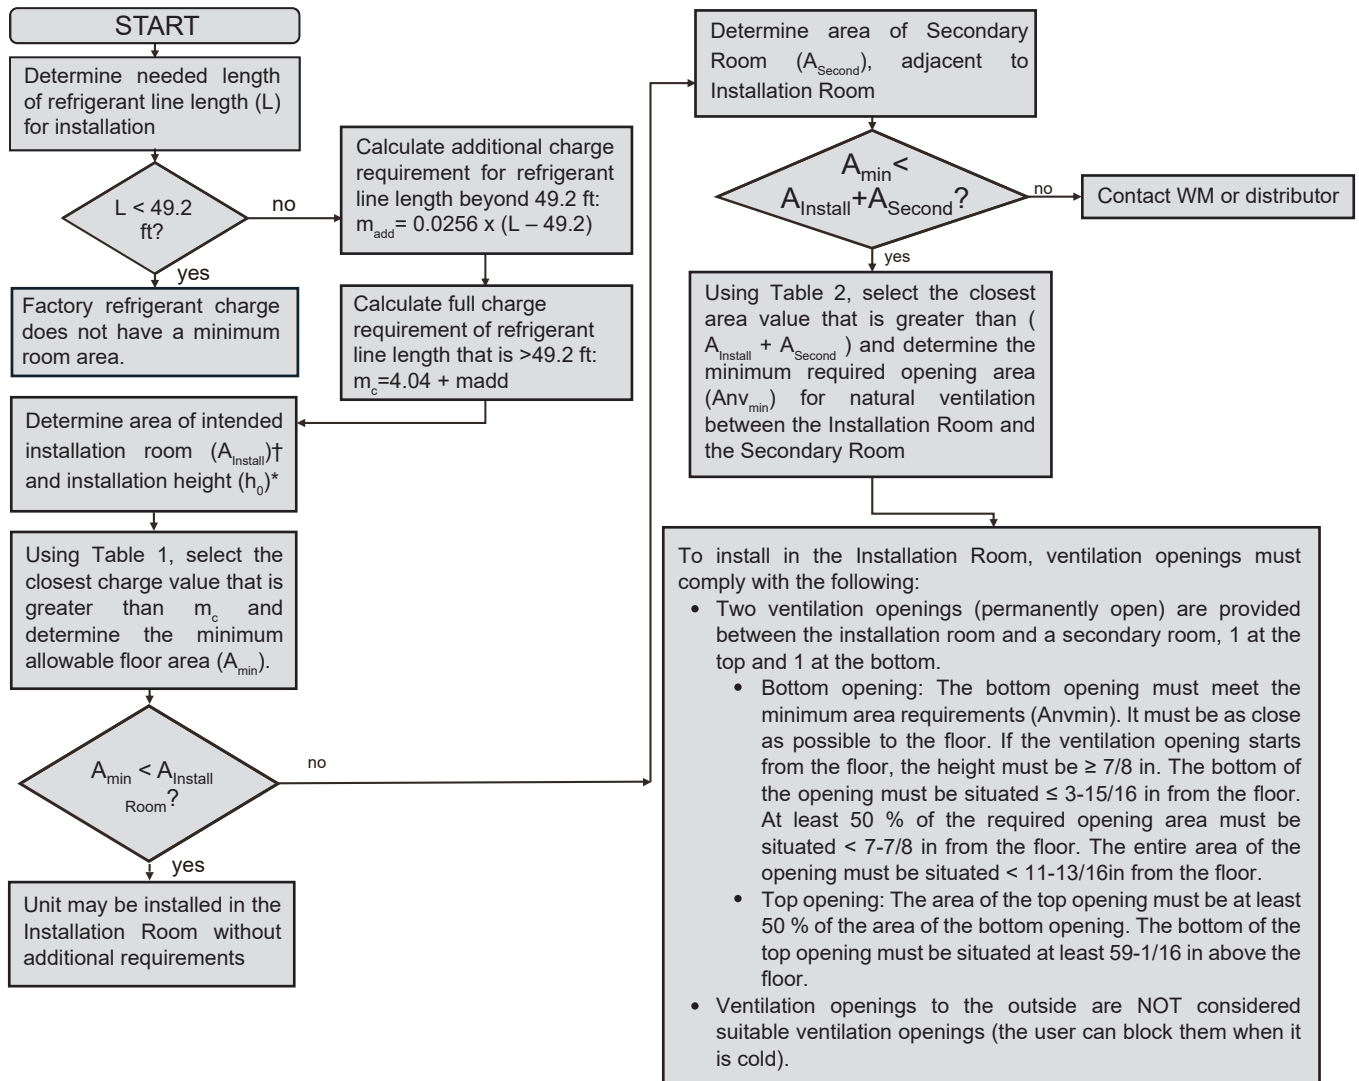 START
Determine needed length
of refrigerant line length (L)
for installation
L < 49.2
ft?
no
yes
Factory refrigerant charge
does not have a minimum
room area.
Calculate additional charge
requirement for refrigerant
line length beyond 49.2 ft:
m_add= 0.0256 x (L – 49.2)
Calculate full charge
requirement of refrigerant
line length that is >49.2 ft:
m_c=4.04 + madd
Determine area of intended
installation room (A_Install)†
and installation height (h_0)*
Using Table 1, select the
closest charge value that is
greater than m_c and
determine the minimum
allowable floor area (A_min).
A_min < A_Install
Room?
no
yes
Unit may be installed in the
Installation Room without
additional requirements
Determine area of Secondary
Room (A_Second), adjacent to
Installation Room
A_min<
A_Install+A_Second?
no
Contact WM or distributor
yes
Using Table 2, select the closest
area value that is greater than (
A_Install + A_Second ) and determine the
minimum required opening area
(Anv_min) for natural ventilation
between the Installation Room and
the Secondary Room
To install in the Installation Room, ventilation openings must
comply with the following:
• Two ventilation openings (permanently open) are provided
between the installation room and a secondary room, 1 at the
top and 1 at the bottom.
• Bottom opening: The bottom opening must meet the
minimum area requirements (Anvmin). It must be as close
as possible to the floor. If the ventilation opening starts
from the floor, the height must be ≥ 7/8 in. The bottom of
the opening must be situated ≤ 3-15/16 in from the floor.
At least 50 % of the required opening area must be
situated < 7-7/8 in from the floor. The entire area of the
opening must be situated < 11-13/16in from the floor.
• Top opening: The area of the top opening must be at least
50 % of the area of the bottom opening. The bottom of the
top opening must be situated at least 59-1/16 in above the
floor.
• Ventilation openings to the outside are NOT considered
suitable ventilation openings (the user can block them when it
is cold).